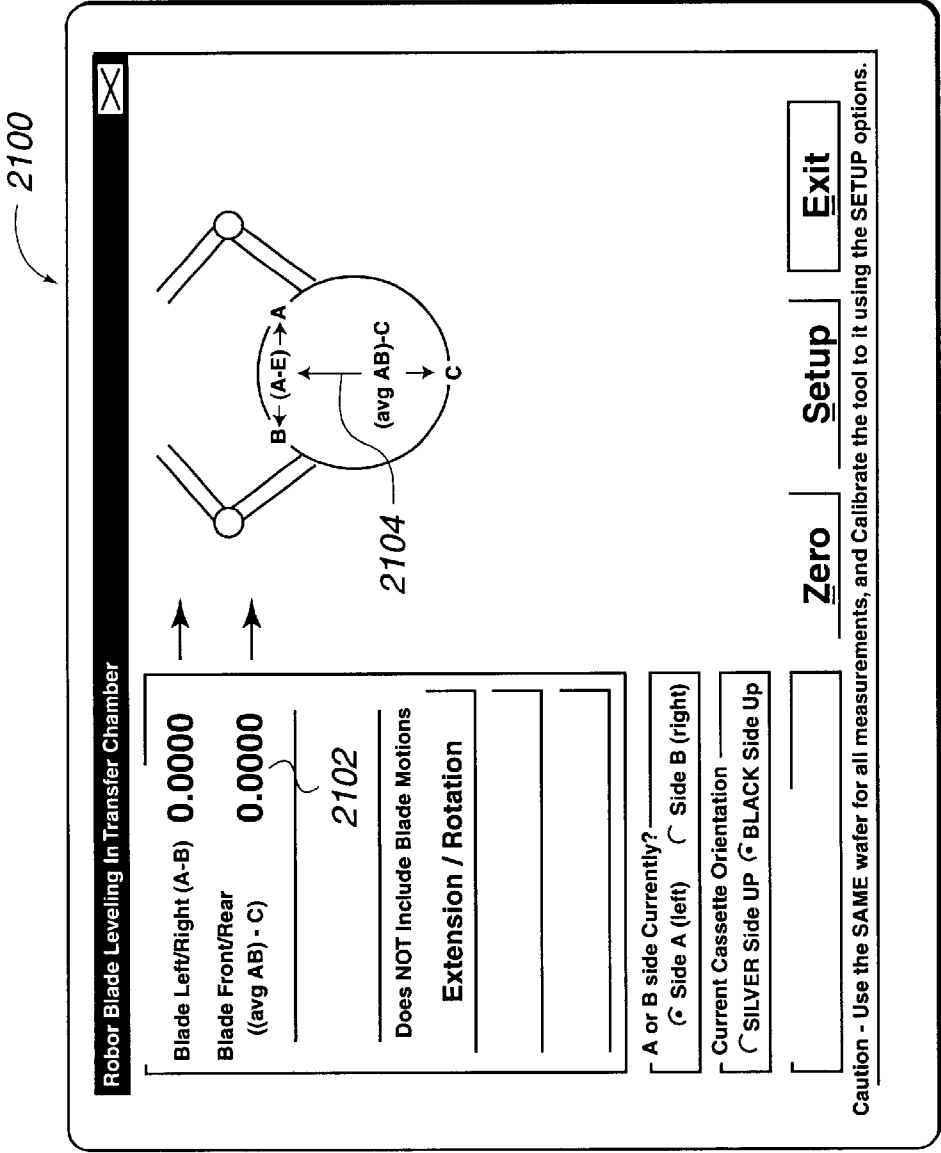 2100
Robor Blade Leveling In Transfer Chamber
Blade Left/Right (A-B) 0.0000
Blade Front/Rear
((avg AB) - C) 0.0000
2102
Does NOT Include Blade Motions
Extension / Rotation
B (A-E) A
(avg AB)-C
C
2104
A or B side Currently?
Side A (left) Side B (right)
Current Cassette Orientation
SILVER Side UP BLACK Side Up
Zero Setup Exit
Caution - Use the SAME wafer for all measurements, and Calibrate the tool to it using the SETUP options.